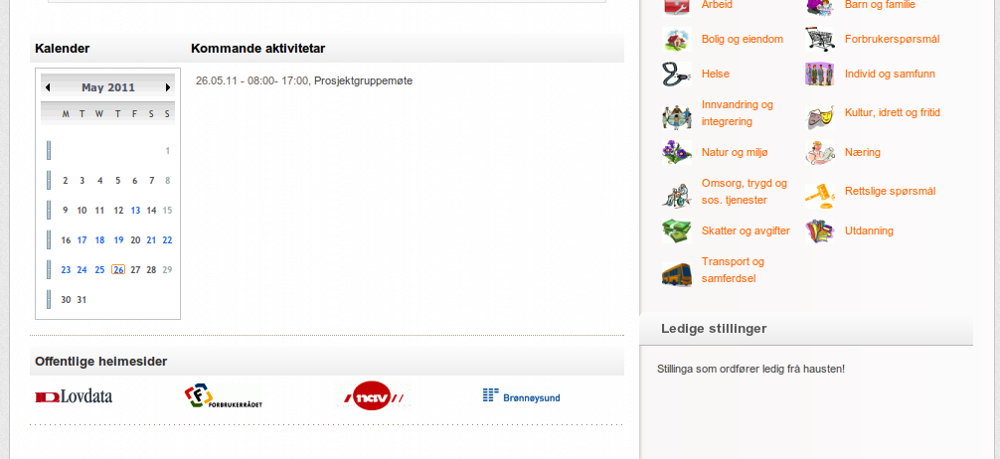 Kalender
Kommande aktivitetar
May 2011
M T W T F S S
1
2 3 4 5 6 7 8
9 10 11 12 13 14 15
16 17 18 19 20 21 22
23 24 25 26 27 28 29
30 31
26.05.11 - 08:00- 17:00, Prosjektgruppemøte
Offentlige heimesider
Lovdata
FORBRUKERRÅDET
nav
Brønnøysund
Arbeid
Barn og familie
Bolig og eiendom
Forbrukerspørsmål
Helse
Individ og samfunn
Innvandring og
integrering
Kultur, idrett og fritid
Natur og miljø
Næring
Omsorg, trygd og
sos. tjenester
Rettslige spørsmål
Skatter og avgifter
Utdanning
Transport og
samferdsel
Ledige stillinger
Stillinga som ordfører ledig frå hausten!